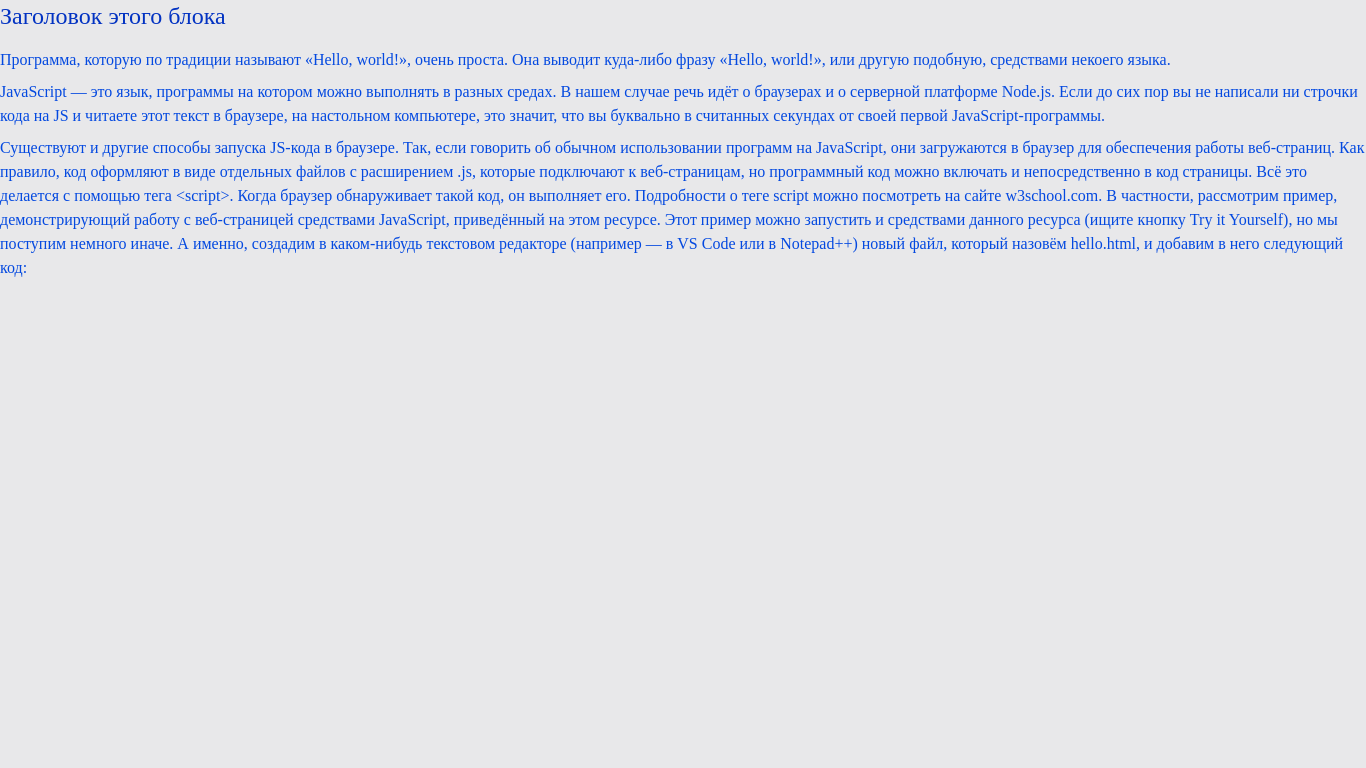 Заголовок этого блока
Программа, которую по традиции называют «Hello, world!», очень проста. Она выводит куда-либо фразу «Hello, world!», или другую подобную, средствами некоего языка.
JavaScript — это язык, программы на котором можно выполнять в разных средах. В нашем случае речь идёт о браузерах и о серверной платформе Node.js. Если до сих пор вы не написали ни строчки
кода на JS и читаете этот текст в браузере, на настольном компьютере, это значит, что вы буквально в считанных секундах от своей первой JavaScript-программы.
Существуют и другие способы запуска JS-кода в браузере. Так, если говорить об обычном использовании программ на JavaScript, они загружаются в браузер для обеспечения работы веб-страниц. Как
правило, код оформляют в виде отдельных файлов с расширением .js, которые подключают к веб-страницам, но программный код можно включать и непосредственно в код страницы. Всё это
делается с помощью тега <script>. Когда браузер обнаруживает такой код, он выполняет его. Подробности о теге script можно посмотреть на сайте w3school.com. В частности, рассмотрим пример,
демонстрирующий работу с веб-страницей средствами JavaScript, приведённый на этом ресурсе. Этот пример можно запустить и средствами данного ресурса (ищите кнопку Try it Yourself), но мы
поступим немного иначе. А именно, создадим в каком-нибудь текстовом редакторе (например — в VS Code или в Notepad++) новый файл, который назовём hello.html, и добавим в него следующий
код: